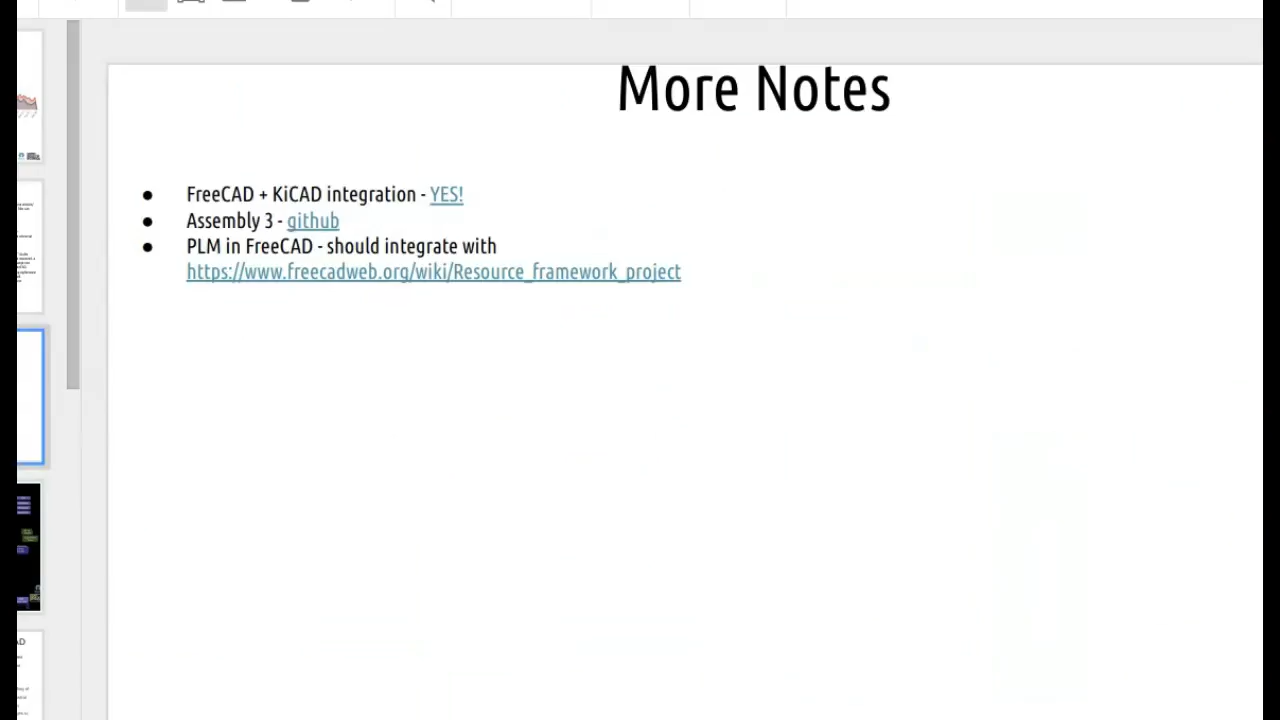 More Notes
● FreeCAD + KiCAD integration - YES!
● Assembly 3 - github
● PLM in FreeCAD - should integrate with
https://www.freecadweb.org/wiki/Resource_framework_project